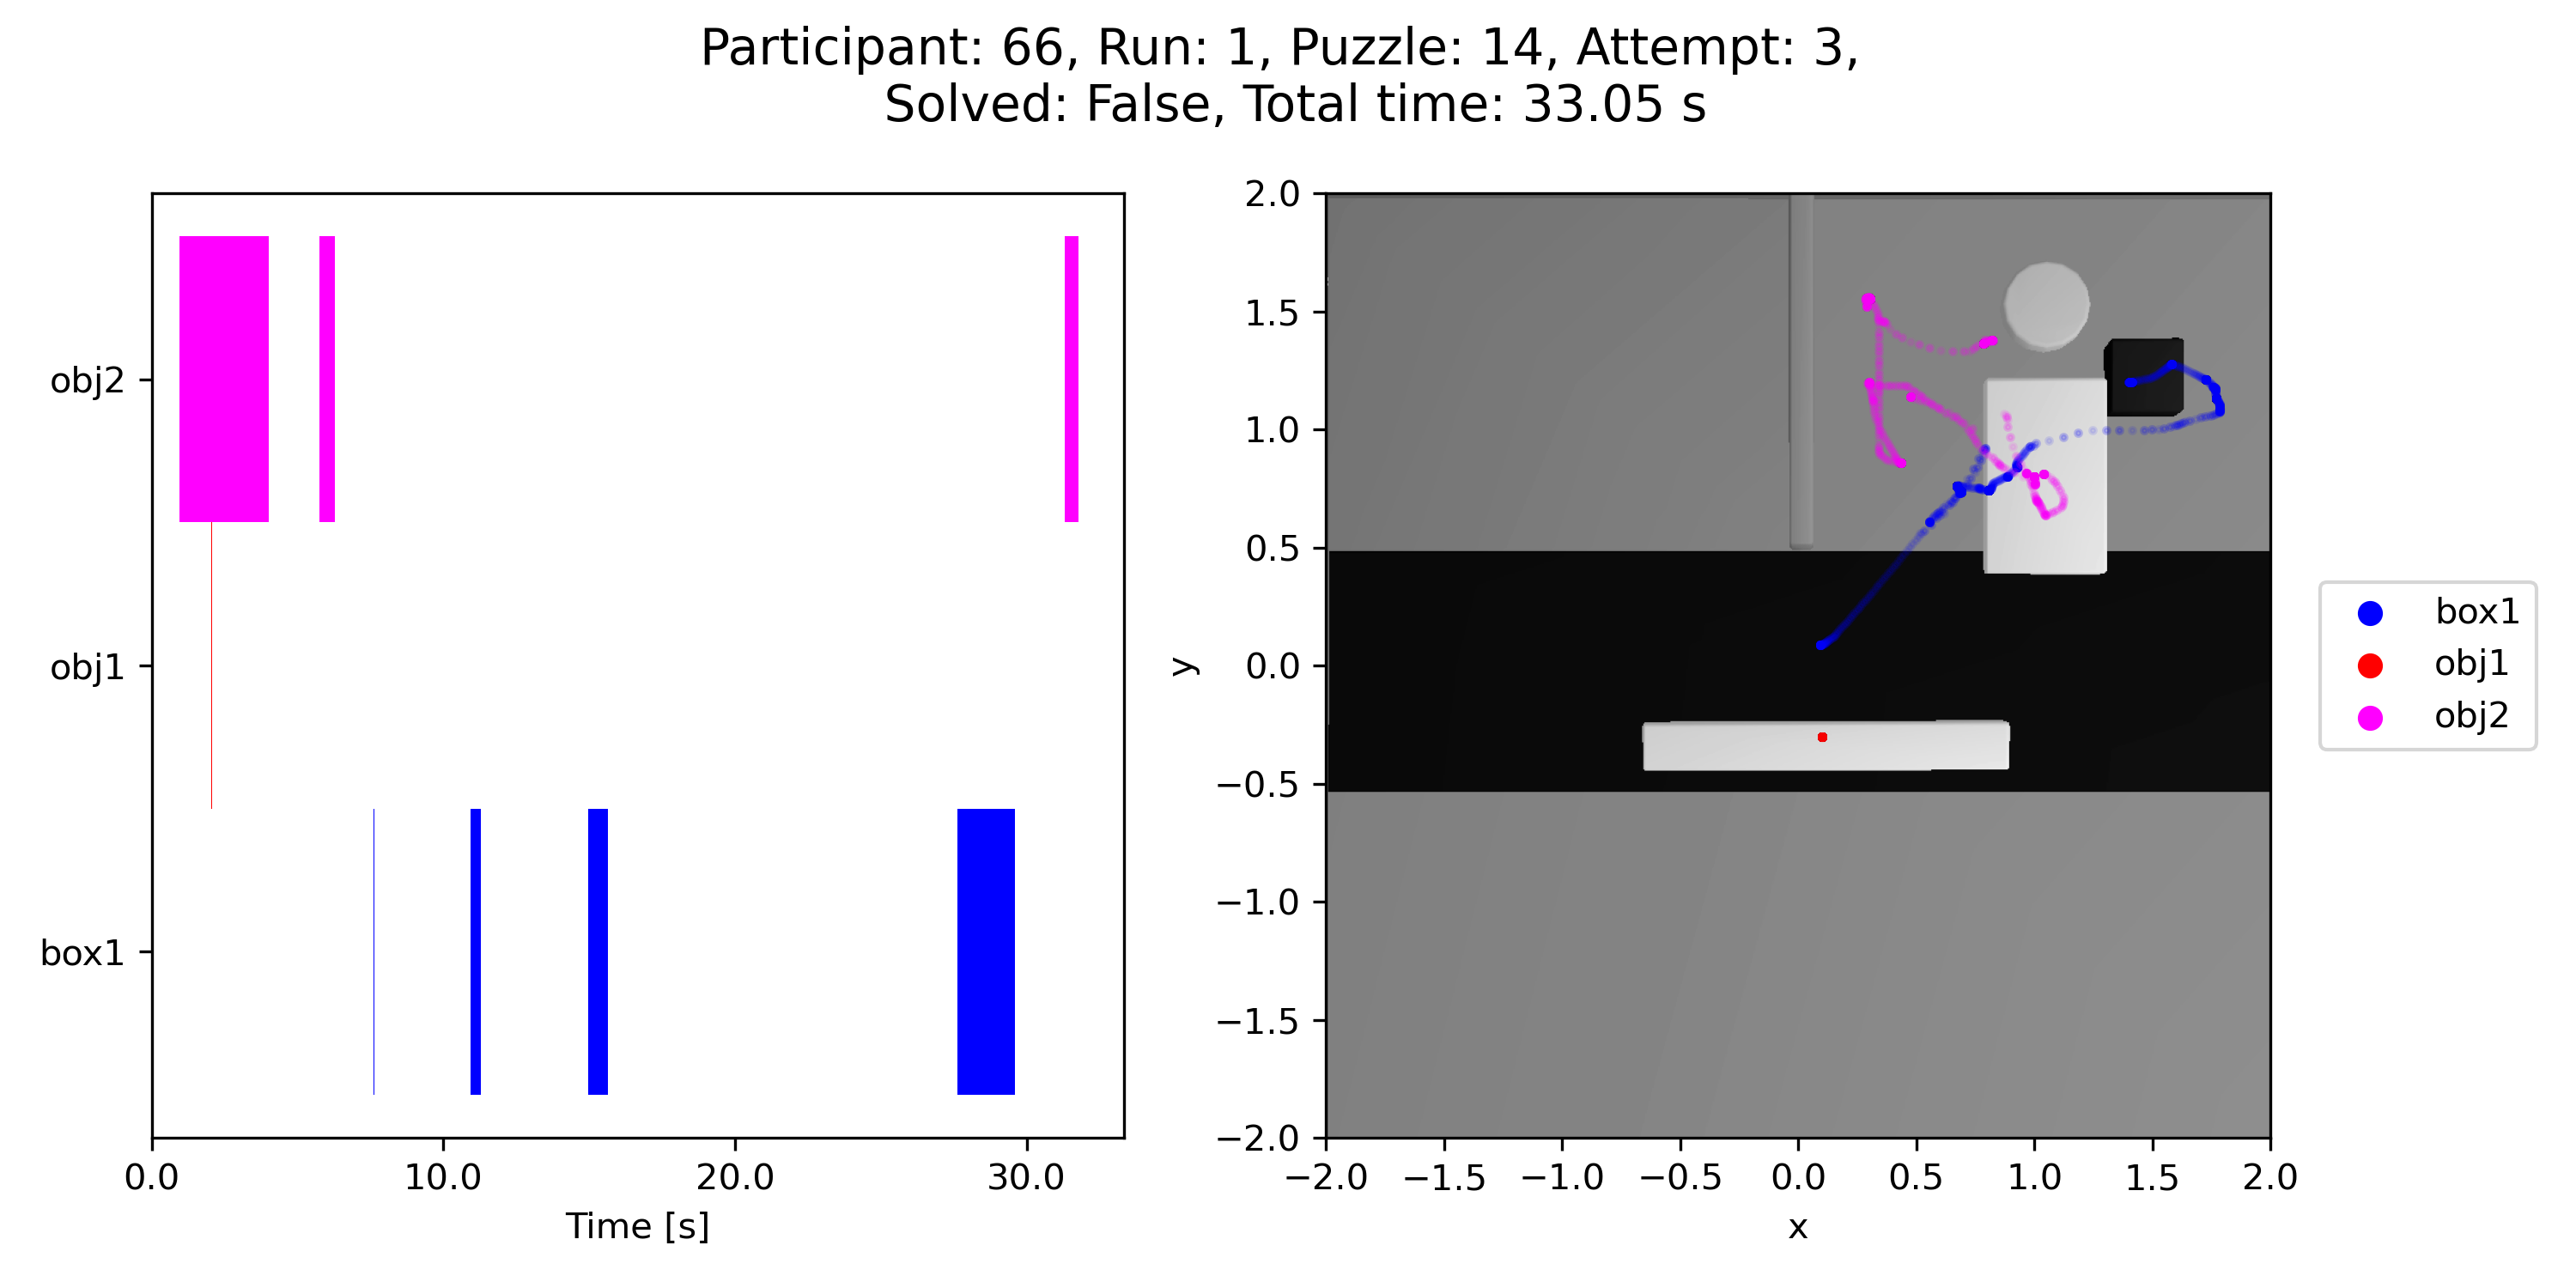 Participant: 66, Run: 1, Puzzle: 14, Attempt: 3,
Solved: False, Total time: 33.05 s
obj2
obj1
box1
0.0 10.0 20.0 30.0
Time [s]
2.0
1.5
1.0
0.5
0.0
−0.5
−1.0
−1.5
−2.0
y
−2.0 −1.5 −1.0 −0.5 0.0 0.5 1.0 1.5 2.0
x
box1
obj1
obj2